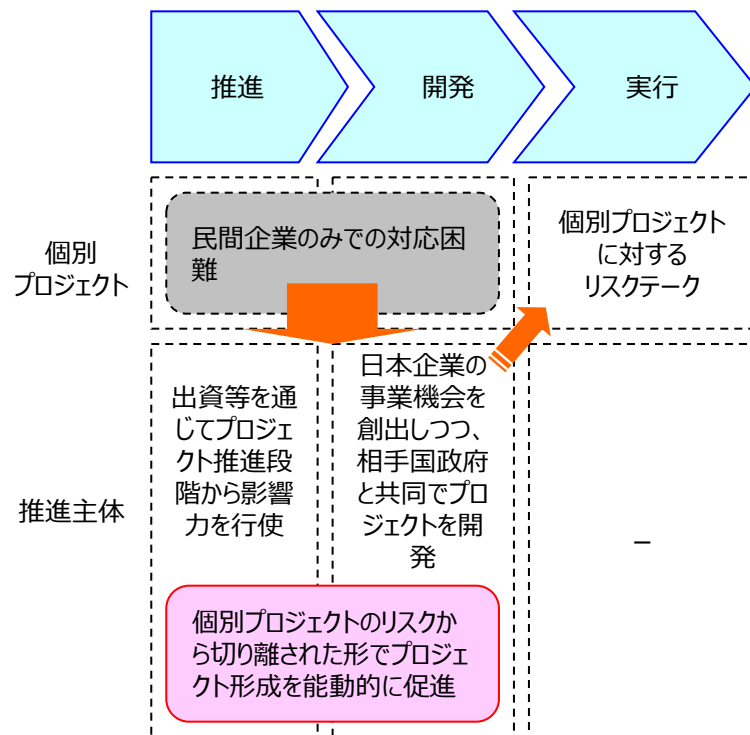 推進
開発
実行
個別
プロジェクト
民間企業のみでの対応困
難
個別プロジェクト
に対する
リスクテーク
推進主体
出資等を通
じてプロジェ
クト推進段
階から影響
力を行使
日本企業の
事業機会を
創出しつつ、
相手国政府
と共同でプロ
ジェクトを開
発
–
個別プロジェクトのリスクか
ら切り離された形でプロジェ
クト形成を能動的に促進